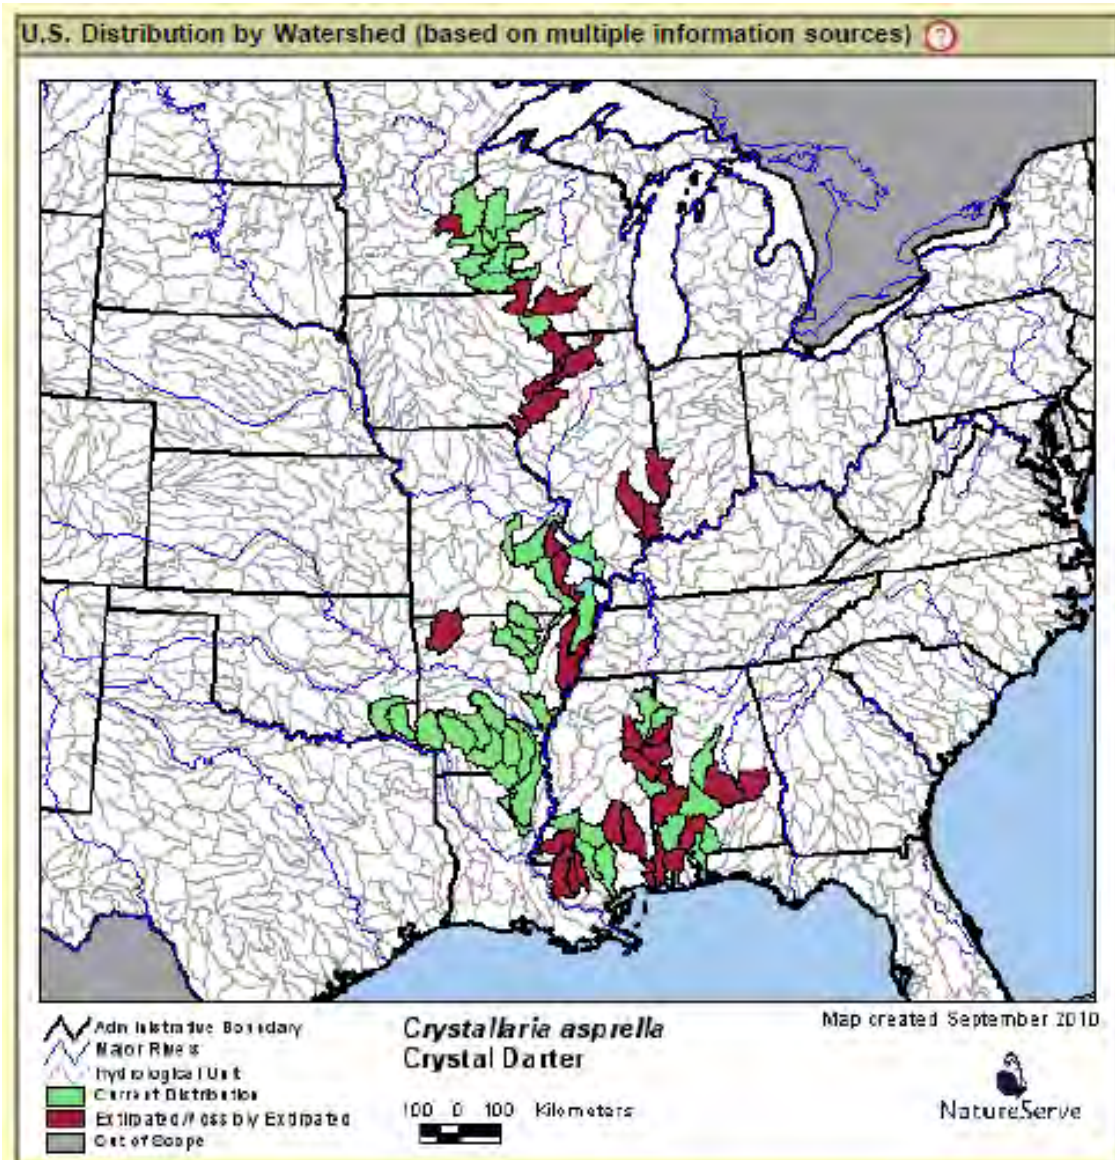 U.S. Distribution by Watershed (based on multiple information sources) ?
Administrative Boundary
Major Rivers
Hydrological Unit
Current Distribution
Extirpated/Possibly Extirpated
Out of Scope
Crystallaria asprella
Crystal Darter
100 0 100 Kilometers
Map created September 2010
NatureServe